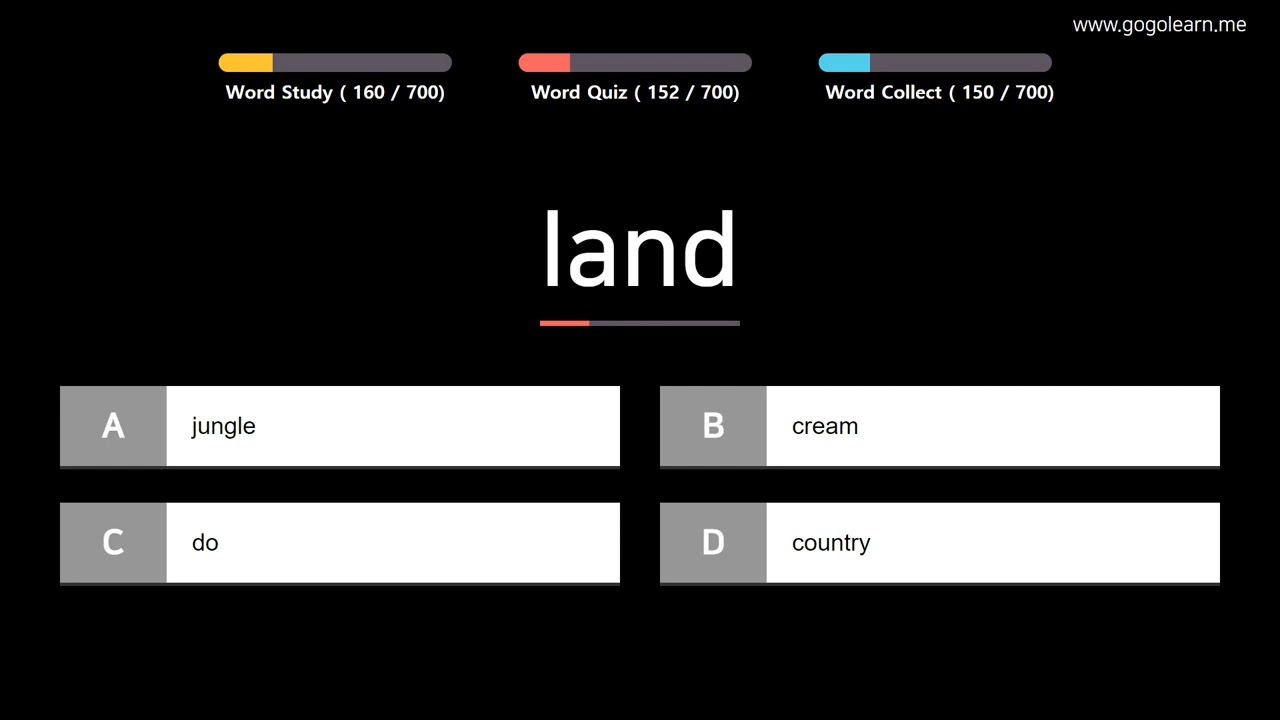 www.gogolearn.me
Word Study ( 160 / 700)
Word Quiz ( 152 / 700)
Word Collect ( 150 / 700)
land
A jungle
B cream
C do
D country